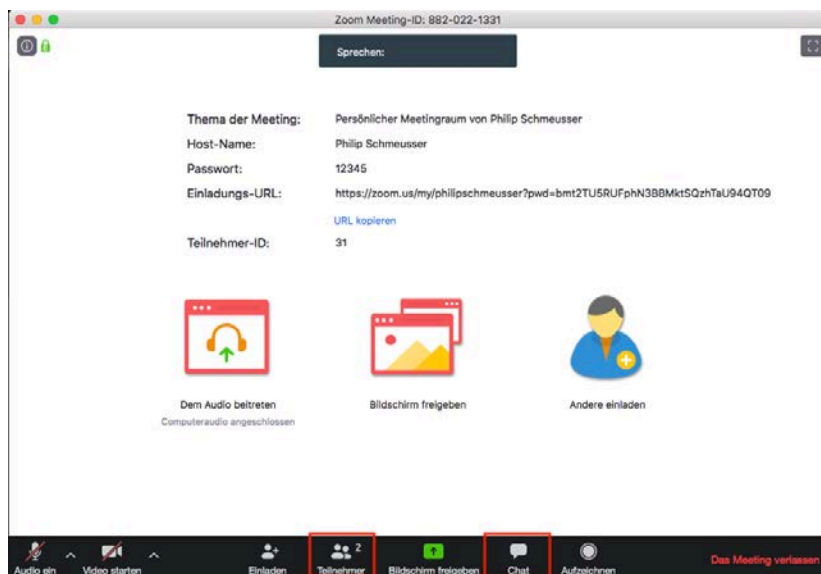 Zoom Meeting-ID: 882-022-1331
Sprechen:
Thema der Meeting: Persönlicher Meetingraum von Philip Schmeusser
Host-Name: Philip Schmeusser
Passwort: 12345
Einladungs-URL: https://zoom.us/my/philipschmeusser?pwd=bmt2TU5RUFphN3BBMktSQzhTaU94QT09
URL kopieren
Teilnehmer-ID: 31
Dem Audio beitreten Bildschirm freigeben Andere einladen
Computeraudio angeschlossen
2
Audio ein Video starten Einladen Teilnehmer Bildschirm freigeben Chat Aufzeichnen Das Meeting verlassen